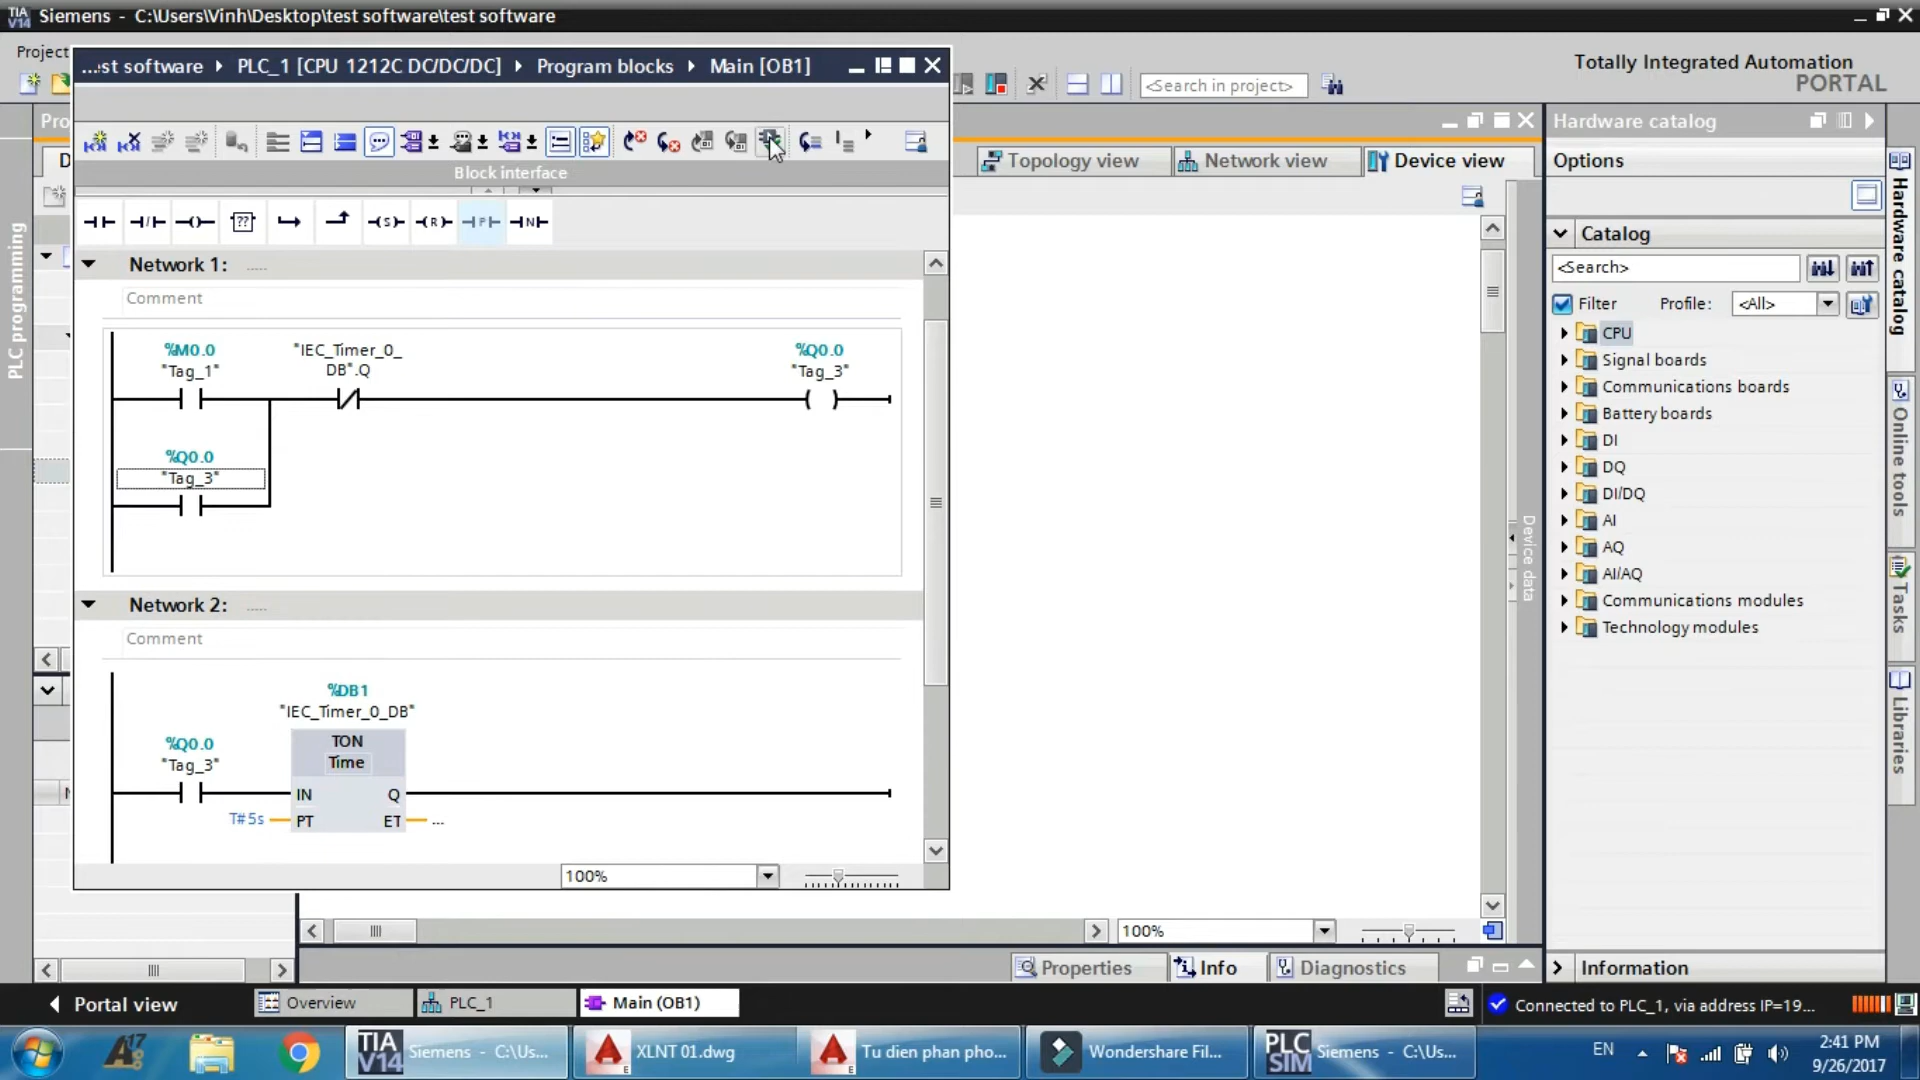 TIA V14 Siemens - C:\Users\Vinh\Desktop\test software\test software
Project
Totally Integrated Automation
PORTAL
...st software PLC_1 [CPU 1212C DC/DC/DC] Program blocks Main [OB1]
<Search in project>
Hardware catalog
Topology view
Network view
Device view
Options
Block interface
Catalog
<Search>
Filter
Profile:
<All>
CPU
Signal boards
Communications boards
Battery boards
DI
DQ
DI/DQ
AI
AQ
AI/AQ
Communications modules
Technology modules
Information
PLC programming
Hardware catalog
Online tools
Tasks
Libraries
Device data
?? S R P N
Network 1: .....
Comment
%M0.0
"Tag_1"
"IEC_Timer_0_
DB".Q
%Q0.0
"Tag_3"
%Q0.0
"Tag_3"
Network 2: .....
Comment
%DB1
"IEC_Timer_0_DB"
TON
Time
%Q0.0
"Tag_3"
IN Q
T#5s PT ET ...
100%
100%
Properties
Info
Diagnostics
Portal view
Overview
PLC_1
Main (OB1)
Connected to PLC_1, via address IP=19...
TIA V14 Siemens - C:\Us...
XLNT 01.dwg
Tu dien phan pho...
Wondershare Fil...
PLC SIM Siemens - C:\Us...
EN
2:41 PM
9/26/2017